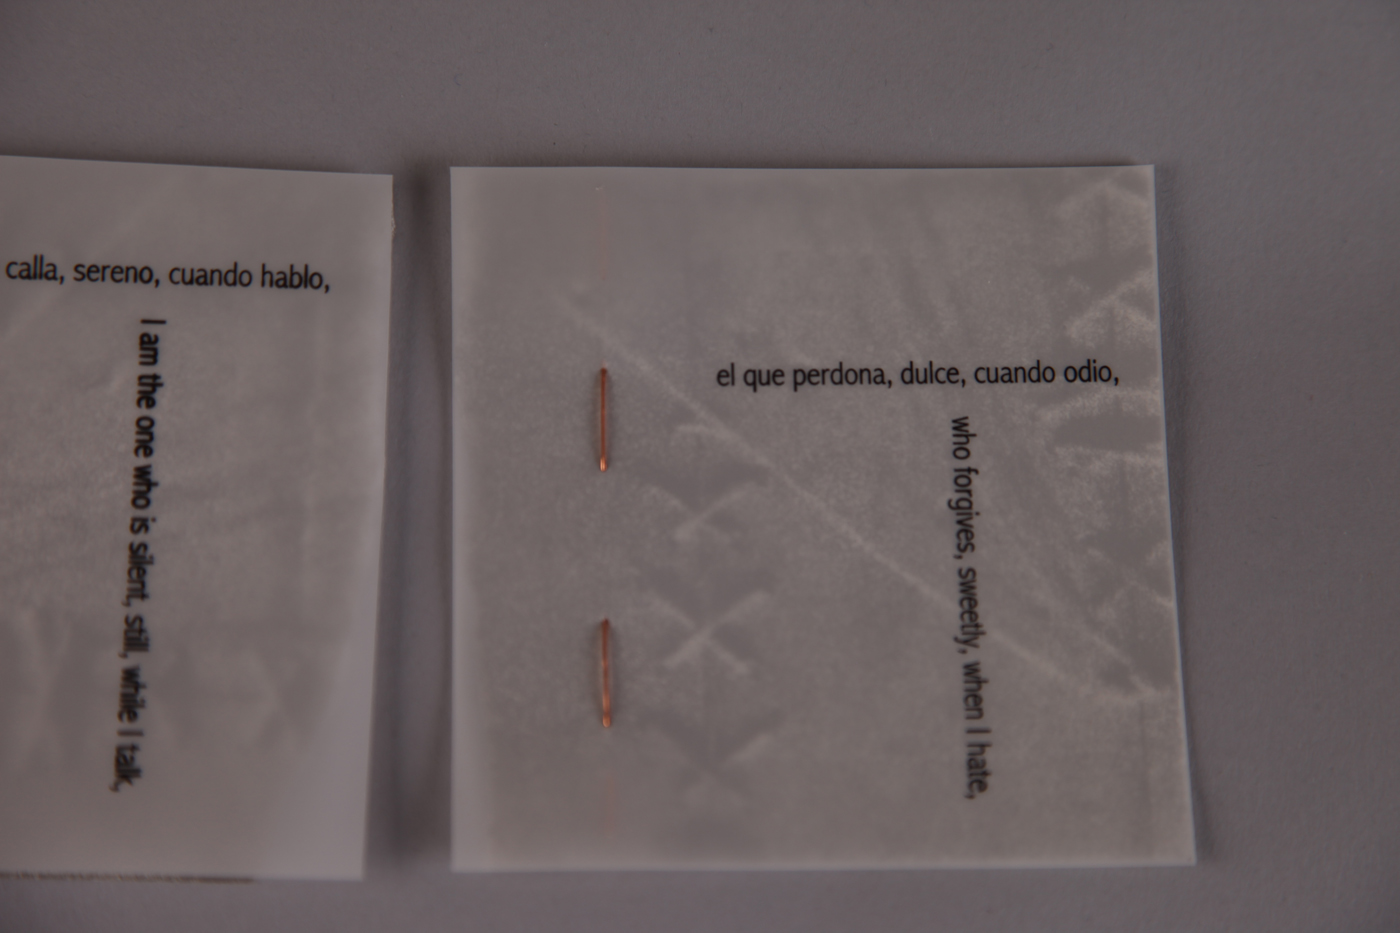 calla, sereno, cuando hablo,
I am the one who is silent, still, while I talk,
el que perdona, dulce, cuando odio,
who forgives, sweetly, when I hate,